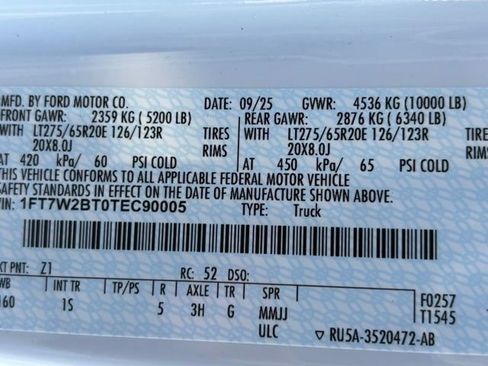 MFD. BY FORD MOTOR CO. DATE: 09/25 GVWR: 4536 KG (10000 LB)
FRONT GAWR: 2359 KG (5200 LB) REAR GAWR: 2876 KG (6340 LB)
LT275/65R20E 126/123R TIRES LT275/65R20E 126/123R TIRES
20X8.0J RIMS 20X8.0J RIMS
AT 420 kPa/ 60 PSI COLD AT 450 kPa/ 65 PSI COLD
THIS VEHICLE CONFORMS TO ALL APPLICABLE FEDERAL MOTOR VEHICLE
SAFETY STANDARDS IN EFFECT ON THE DATE OF MANUFACTURE SHOWN ABOVE.
VIN: 1FT7W2BT0TEC90005 TYPE: Truck
EXT PNT: Z1 RC: 52 DSO:
WB INT TR TP/PS R AXLE TR SPR F0257
160 1S 5 3H G MMJJ T1545
ULC ▽ RU5A-3520472-AB